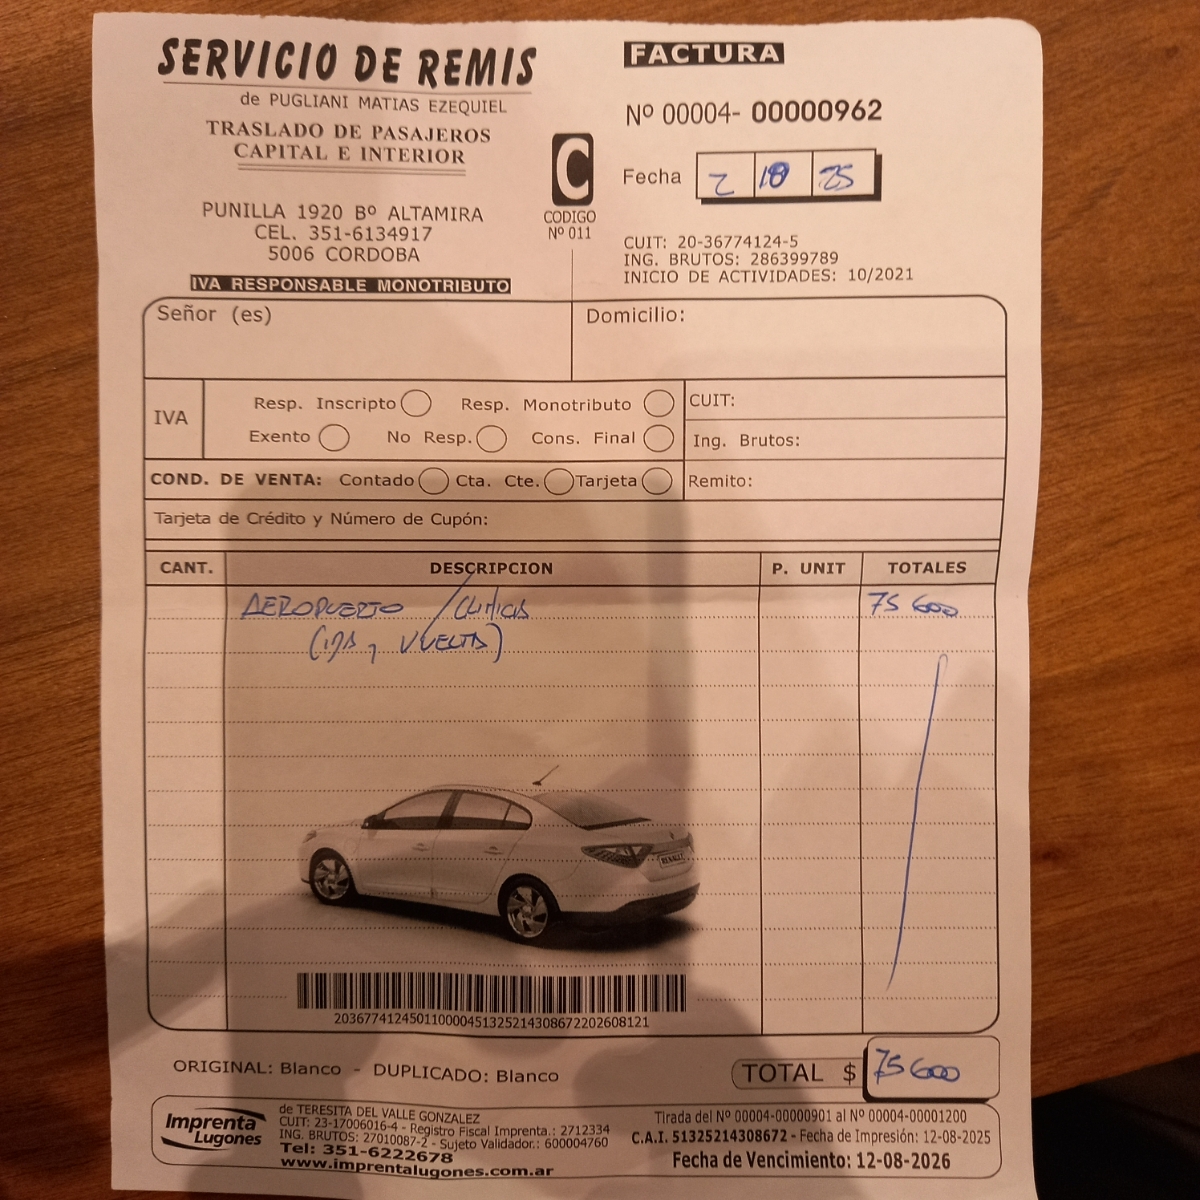 SERVICIO DE REMIS
de PUGLIANI MATIAS EZEQUIEL
TRASLADO DE PASAJEROS
CAPITAL E INTERIOR
PUNILLA 1920 Bº ALTAMIRA
CEL. 351-6134917
5006 CORDOBA
IVA RESPONSABLE MONOTRIBUTO
C
CODIGO
Nº 011
FACTURA
Nº 00004- 00000962
Fecha 2 10 25
CUIT: 20-36774124-5
ING. BRUTOS: 286399789
INICIO DE ACTIVIDADES: 10/2021
Señor (es)
Domicilio:
IVA
Resp. Inscripto Resp. Monotributo
Exento No Resp. Cons. Final
CUIT:
Ing. Brutos:
COND. DE VENTA: Contado Cta. Cte. Tarjeta
Remito:
Tarjeta de Crédito y Número de Cupón:
CANT. DESCRIPCION P. UNIT TOTALES
AEROPUERTO / 75 600
(IDA y VUELTA)
RENAULT
2036774124501100004513252143086722026081​21
ORIGINAL: Blanco - DUPLICADO: Blanco
TOTAL $ 75 600
Imprenta
Lugones
de TERESITA DEL VALLE GONZALEZ
CUIT: 23-17006016-4 - Registro Fiscal Imprenta.: 2712334
ING. BRUTOS: 27010087-2 - Sujeto Validador.: 600004760
Tel: 351-6222678
www.imprentalugones.com.ar
Tirada del Nº 00004-00000901 al Nº 00004-00001200
C.A.I. 51325214308672 - Fecha de Impresión: 12-08-2025
Fecha de Vencimiento: 12-08-2026